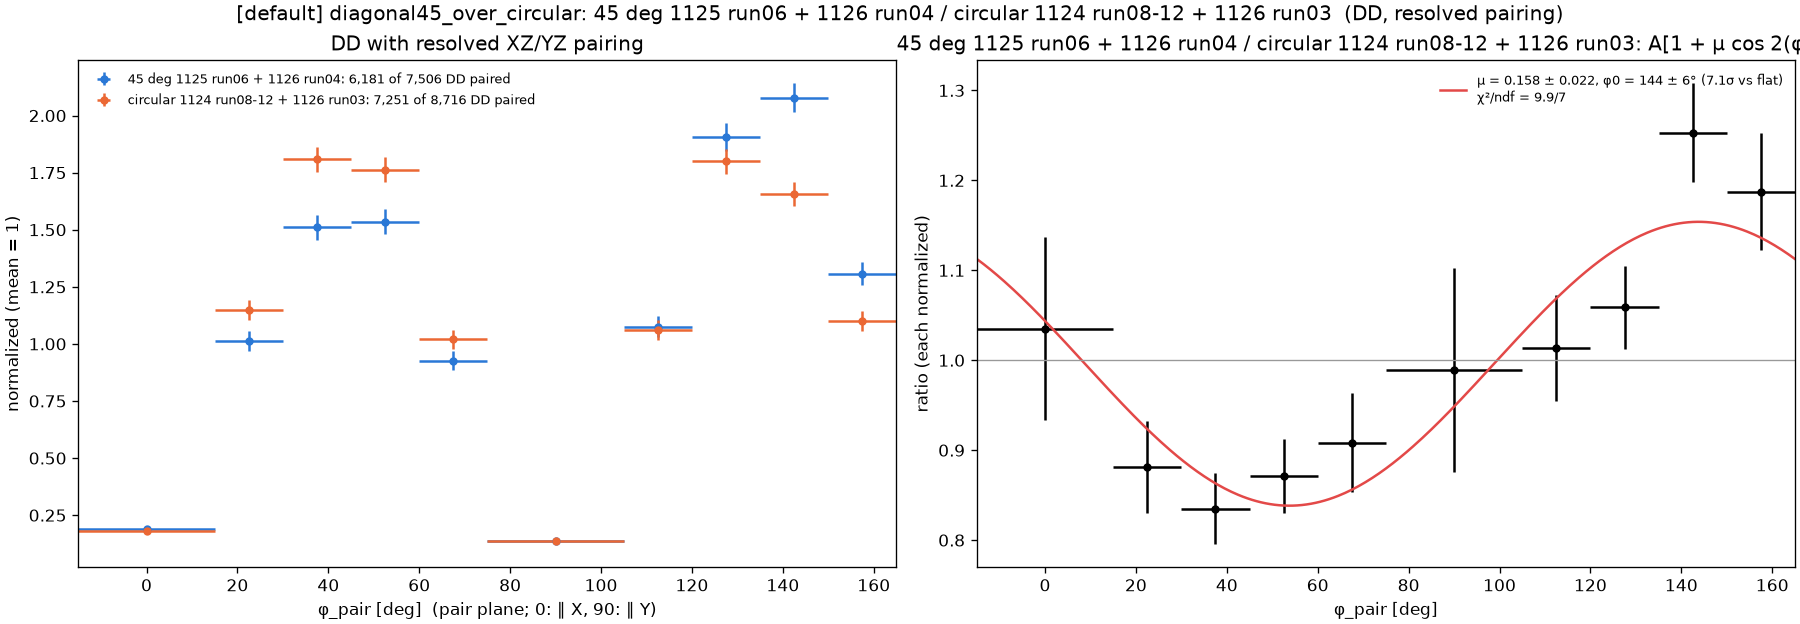 [default] diagonal45_over_circular: 45 deg 1125 run06 + 1126 run04 / circular 1124 run08-12 + 1126 run03  (DD, resolved pairing)
DD with resolved XZ/YZ pairing
45 deg 1125 run06 + 1126 run04: 6,181 of 7,506 DD paired
circular 1124 run08-12 + 1126 run03: 7,251 of 8,716 DD paired
normalized (mean = 1)
2.00
1.75
1.50
1.25
1.00
0.75
0.50
0.25
0 20 40 60 80 100 120 140 160
φ_pair [deg]  (pair plane; 0: ∥ X, 90: ∥ Y)
45 deg 1125 run06 + 1126 run04 / circular 1124 run08-12 + 1126 run03: A[1 + μ cos 2(φ
μ = 0.158 ± 0.022, φ0 = 144 ± 6° (7.1σ vs flat)
χ²/ndf = 9.9/7
ratio (each normalized)
1.3
1.2
1.1
1.0
0.9
0.8
0 20 40 60 80 100 120 140 160
φ_pair [deg]